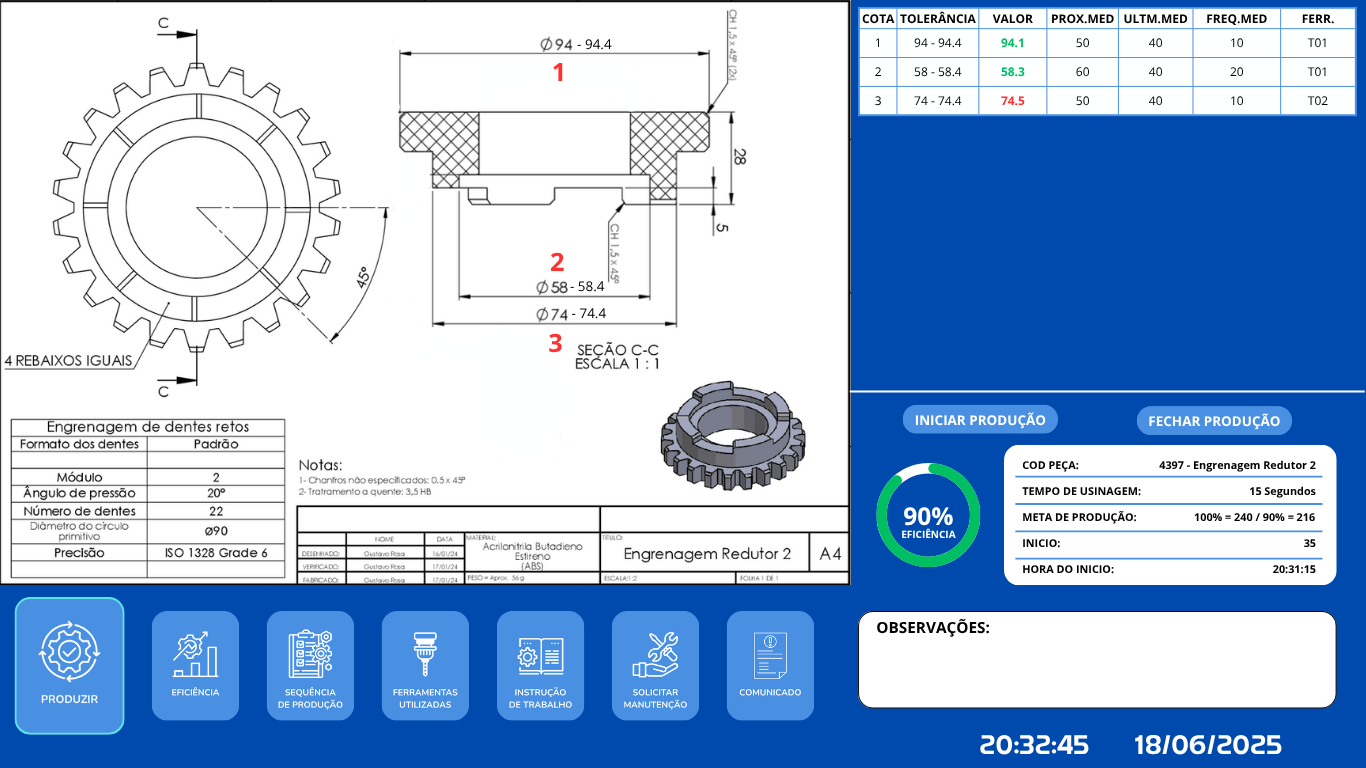 C
Ø94 - 94.4
1
CH 1,5 x 45º (2x)
28
5
CH 1,5 x 45º
2
Ø58 - 58.4
Ø74 - 74.4
3
SEÇÃO C-C
ESCALA 1 : 1
45º
4 REBAIXOS IGUAIS
C
Engrenagem de dentes retos
Formato dos dentes Padrão
Módulo 2
Ângulo de pressão 20º
Número de dentes 22
Diâmetro do círculo primitivo Ø90
Precisão ISO 1328 Grade 6
Notas:
1- Chanfros não especificados: 0,5 x 45º
2- Tratramento a quente: 3,5 HB
NOME DATA
DESENHADO: Gustavo Rosa 16/01/24
VERIFICADO: Gustavo Rosa 17/01/24
FABRICADO: Gustavo Rosa 17/01/24
MATERIAL:
Acrilonitrila Butadieno
Estireno
(ABS)
PESO = Aprox. 56g
TÍTULO:
Engrenagem Redutor 2
A4
ESCALA:1:2
FOLHA 1 DE 1
COTA TOLERÂNCIA VALOR PROX.MED ULTM.MED FREQ.MED FERR.
1 94 - 94.4 94.1 50 40 10 T01
2 58 - 58.4 58.3 60 40 20 T01
3 74 - 74.4 74.5 50 40 10 T02
INICIAR PRODUÇÃO
FECHAR PRODUÇÃO
90%
EFICIÊNCIA
COD PEÇA: 4397 - Engrenagem Redutor 2
TEMPO DE USINAGEM: 15 Segundos
META DE PRODUÇÃO: 100% = 240 / 90% = 216
INICIO: 35
HORA DO INICIO: 20:31:15
PRODUZIR
EFICIÊNCIA
SEQUÊNCIA
DE PRODUÇÃO
FERRAMENTAS
UTILIZADAS
INSTRUÇÃO
DE TRABALHO
SOLICITAR
MANUTENÇÃO
COMUNICADO
OBSERVAÇÕES:
20:32:45 18/06/2025